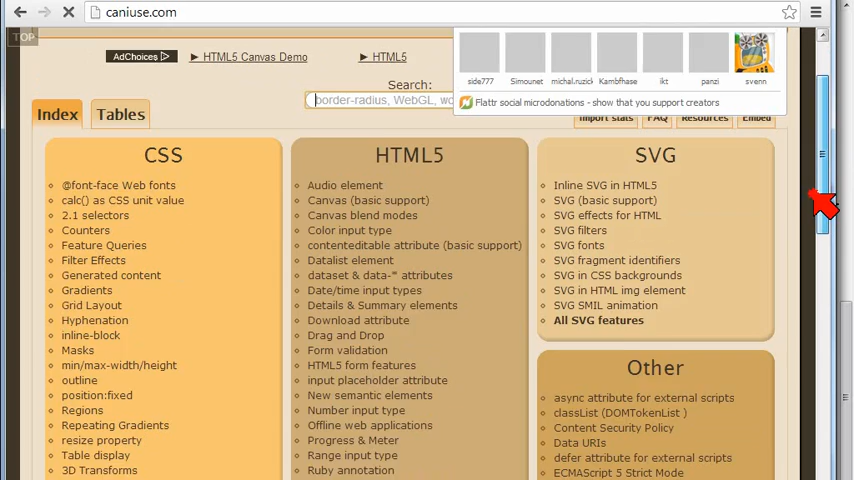 caniuse.com
TOP
AdChoices
► HTML5 Canvas Demo
► HTML5
side777
Simounet
michal.ruzick
Kambfhase
ikt
panzi
svenn
Flattr social microdonations - show that you support creators
Search:
border-radius, WebGL, wo
Import stats
FAQ
Resources
Embed
Index
Tables
CSS
@font-face Web fonts
calc() as CSS unit value
2.1 selectors
Counters
Feature Queries
Filter Effects
Generated content
Gradients
Grid Layout
Hyphenation
inline-block
Masks
min/max-width/height
outline
position:fixed
Regions
Repeating Gradients
resize property
Table display
3D Transforms
HTML5
Audio element
Canvas (basic support)
Canvas blend modes
Color input type
contenteditable attribute (basic support)
Datalist element
dataset & data-* attributes
Date/time input types
Details & Summary elements
Download attribute
Drag and Drop
Form validation
HTML5 form features
input placeholder attribute
New semantic elements
Number input type
Offline web applications
Progress & Meter
Range input type
Ruby annotation
SVG
Inline SVG in HTML5
SVG (basic support)
SVG effects for HTML
SVG filters
SVG fonts
SVG fragment identifiers
SVG in CSS backgrounds
SVG in HTML img element
SVG SMIL animation
All SVG features
Other
async attribute for external scripts
classList (DOMTokenList )
Content Security Policy
Data URIs
defer attribute for external scripts
ECMAScript 5 Strict Mode